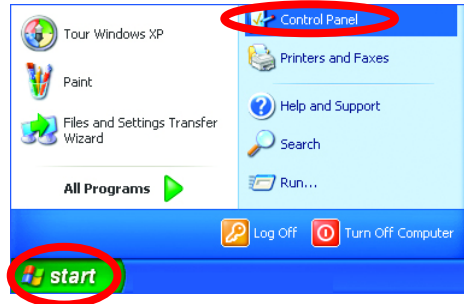 Tour Windows XP
Paint
Files and Settings Transfer
Wizard
All Programs
Control Panel
Printers and Faxes
Help and Support
Search
Run...
Log Off
Turn Off Computer
start